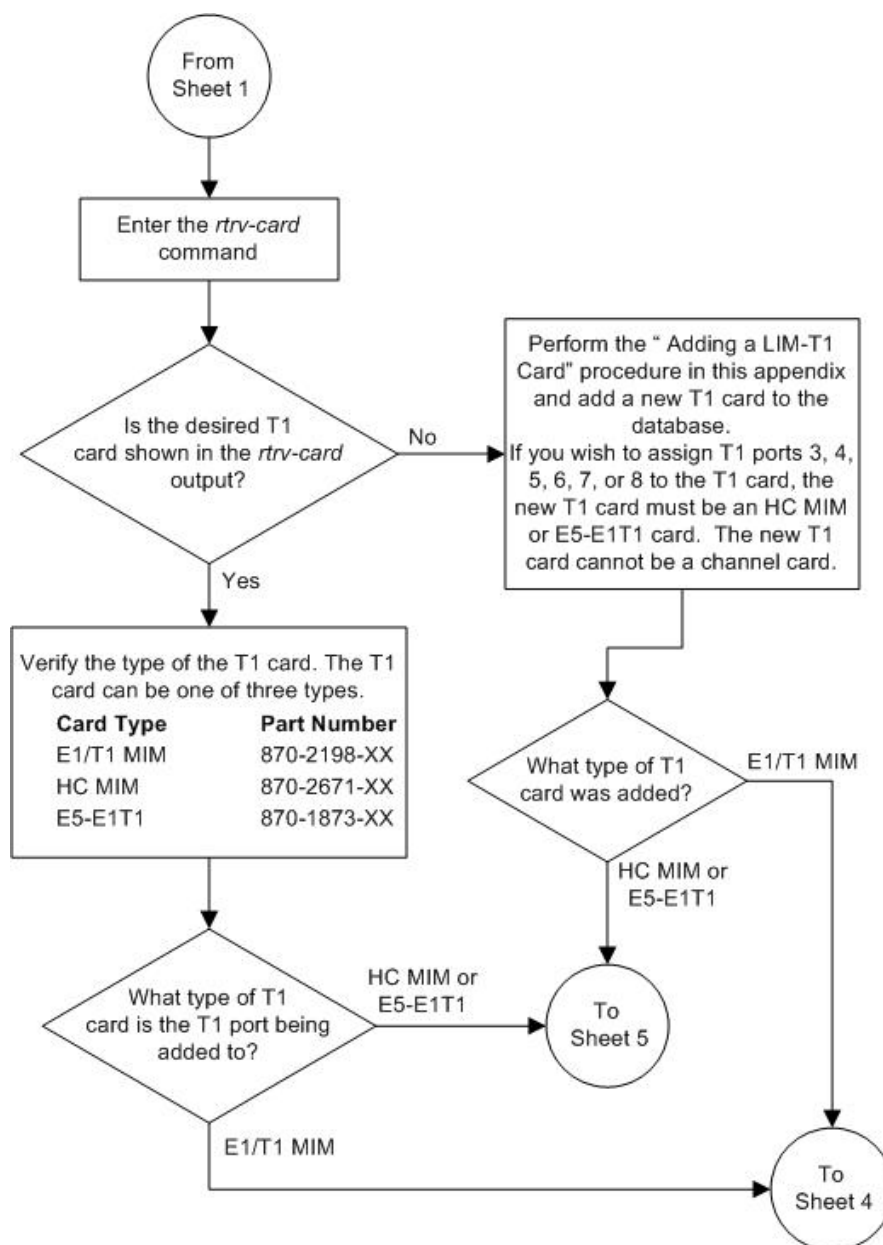 From
Sheet 1
Enter the rtrv-card
command
Is the desired T1
card shown in the rtrv-card
output?
No
Yes
Perform the “ Adding a LIM-T1
Card” procedure in this appendix
and add a new T1 card to the
database.
If you wish to assign T1 ports 3, 4,
5, 6, 7, or 8 to the T1 card, the
new T1 card must be an HC MIM
or E5-E1T1 card.  The new T1
card cannot be a channel card.
Verify the type of the T1 card. The T1
card can be one of three types.
Card Type Part Number
E1/T1 MIM 870-2198-XX
HC MIM 870-2671-XX
E5-E1T1 870-1873-XX
What type of T1
card was added?
E1/T1 MIM
HC MIM or
E5-E1T1
What type of T1
card is the T1 port being
added to?
HC MIM or
E5-E1T1
To
Sheet 5
E1/T1 MIM
To
Sheet 4